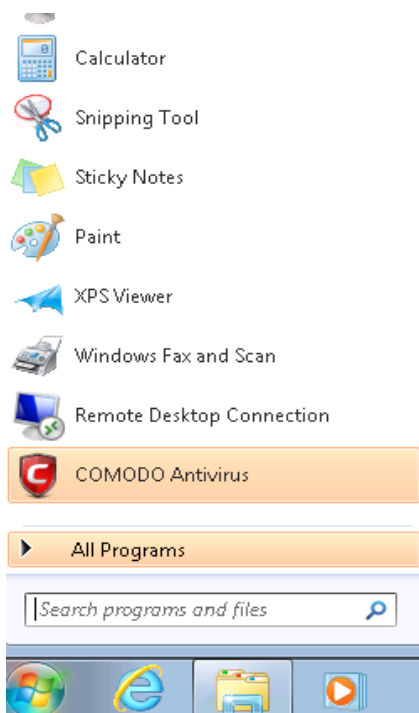 Calculator
Snipping Tool
Sticky Notes
Paint
XPS Viewer
Windows Fax and Scan
Remote Desktop Connection
COMODO Antivirus
All Programs
Search programs and files